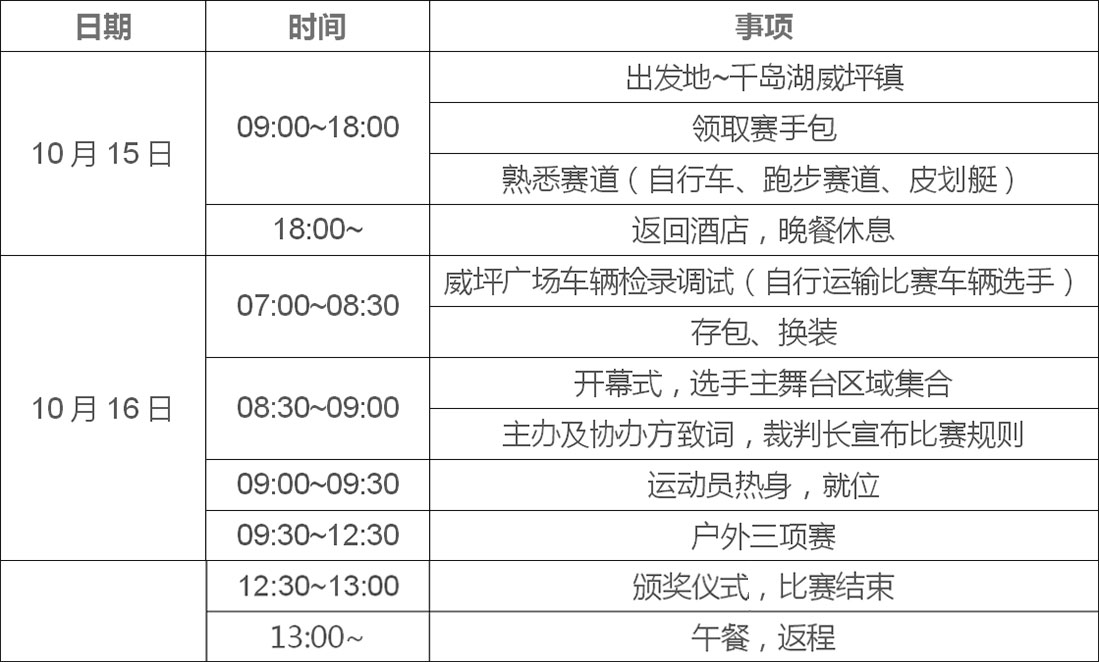 日期 时间 事项
出发地~千岛湖威坪镇
09:00~18:00 领取赛手包
10月15日
熟悉赛道（自行车、跑步赛道、皮划艇）
18:00~ 返回酒店，晚餐休息
威坪广场车辆检录调试（自行运输比赛车辆选手）
07:00~08:30
存包、换装
开幕式，选手主舞台区域集合
10月16日 08:30~09:00
主办及协办方致词，裁判长宣布比赛规则
09:00~09:30 运动员热身，就位
09:30~12:30 户外三项赛
12:30~13:00 颁奖仪式，比赛结束
13:00~ 午餐，返程